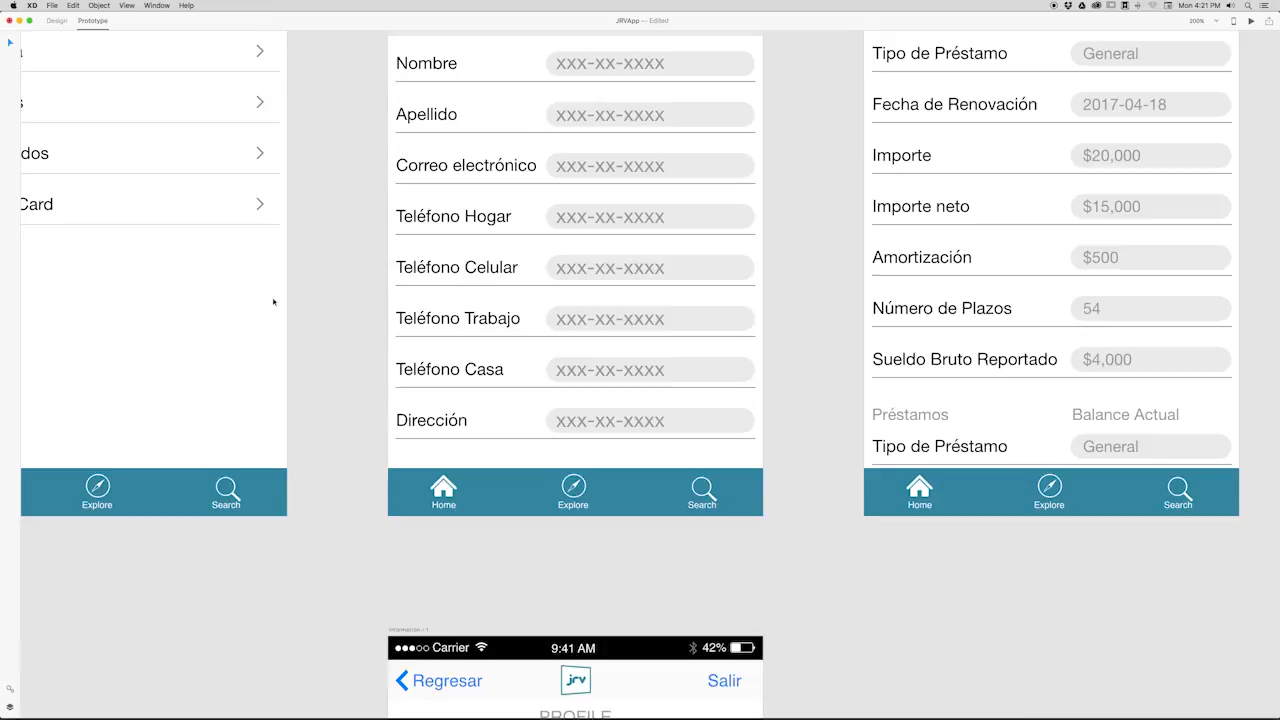 XD File Edit Object View Window Help
Mon 4:21 PM
Design Prototype
JRVApp — Edited
200%
dos
Card
Explore
Search
Nombre XXX-XX-XXXX
Apellido XXX-XX-XXXX
Correo electrónico XXX-XX-XXXX
Teléfono Hogar XXX-XX-XXXX
Teléfono Celular XXX-XX-XXXX
Teléfono Trabajo XXX-XX-XXXX
Teléfono Casa XXX-XX-XXXX
Dirección XXX-XX-XXXX
Home
Explore
Search
Tipo de Préstamo General
Fecha de Renovación 2017-04-18
Importe $20,000
Importe neto $15,000
Amortización $500
Número de Plazos 54
Sueldo Bruto Reportado $4,000
Préstamos Balance Actual
Tipo de Préstamo General
Home
Explore
Search
Carrier 9:41 AM 42%
Regresar jrv Salir
PROFILE